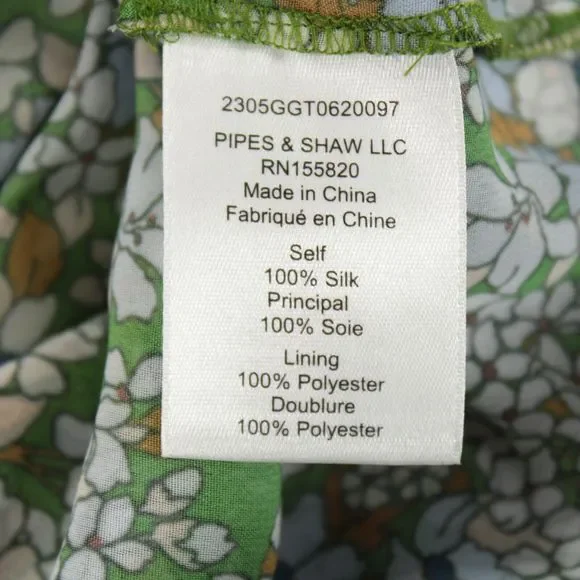 2305GGT0620097
PIPES & SHAW LLC
RN155820
Made in China
Fabriqué en Chine
Self
100% Silk
Principal
100% Soie
Lining
100% Polyester
Doublure
100% Polyester